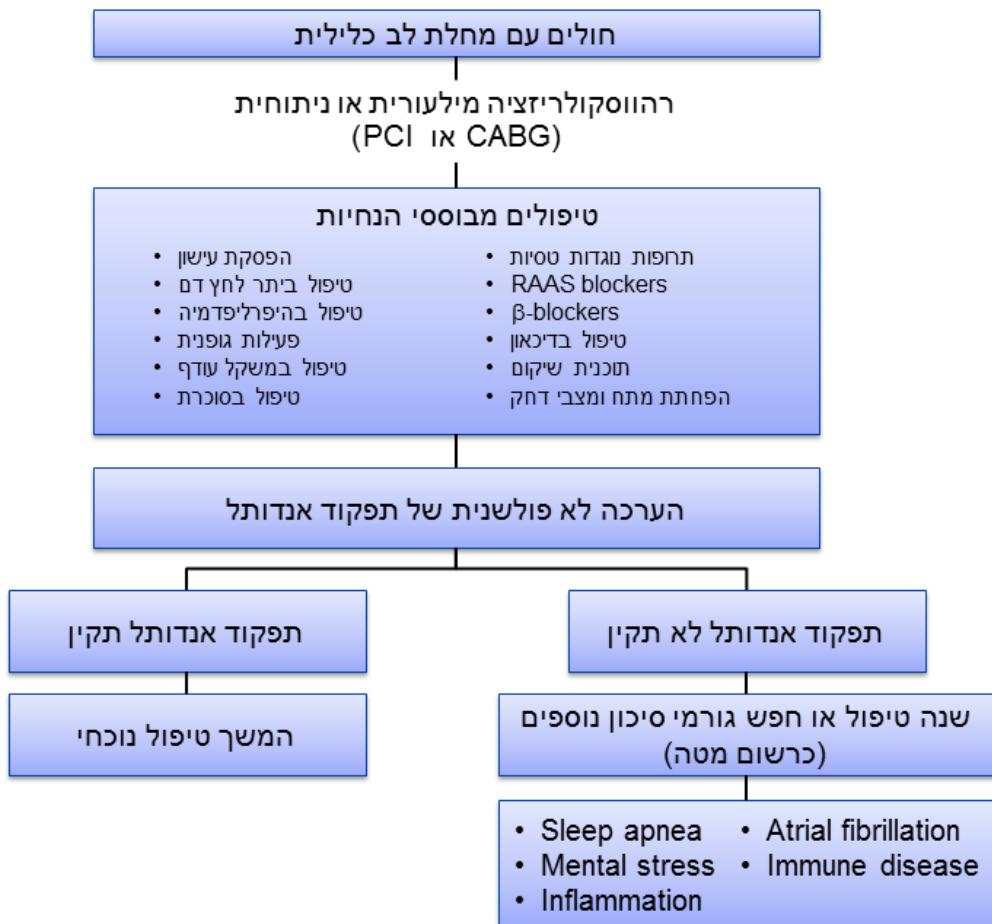 חולים עם מחלת לב כלילית
רהווסקולריזציה מילעורית או ניתוחית
(PCI או CABG)
טיפולים מבוססי הנחיות
• הפסקת עישון
• טיפול ביתר לחץ דם
• טיפול בהיפרליפדמיה
• פעילות גופנית
• טיפול במשקל עודף
• טיפול בסוכרת
• תרופות נוגדות טסיות
• RAAS blockers
• β-blockers
• טיפול בדיכאון
• תוכנית שיקום
• הפחתת מתח ומצבי דחק
הערכה לא פולשנית של תפקוד אנדותל
תפקוד אנדותל תקין
המשך טיפול נוכחי
תפקוד אנדותל לא תקין
שנה טיפול או חפש גורמי סיכון נוספים
(כרשום מטה)
• Sleep apnea
• Mental stress
• Inflammation
• Atrial fibrillation
• Immune disease